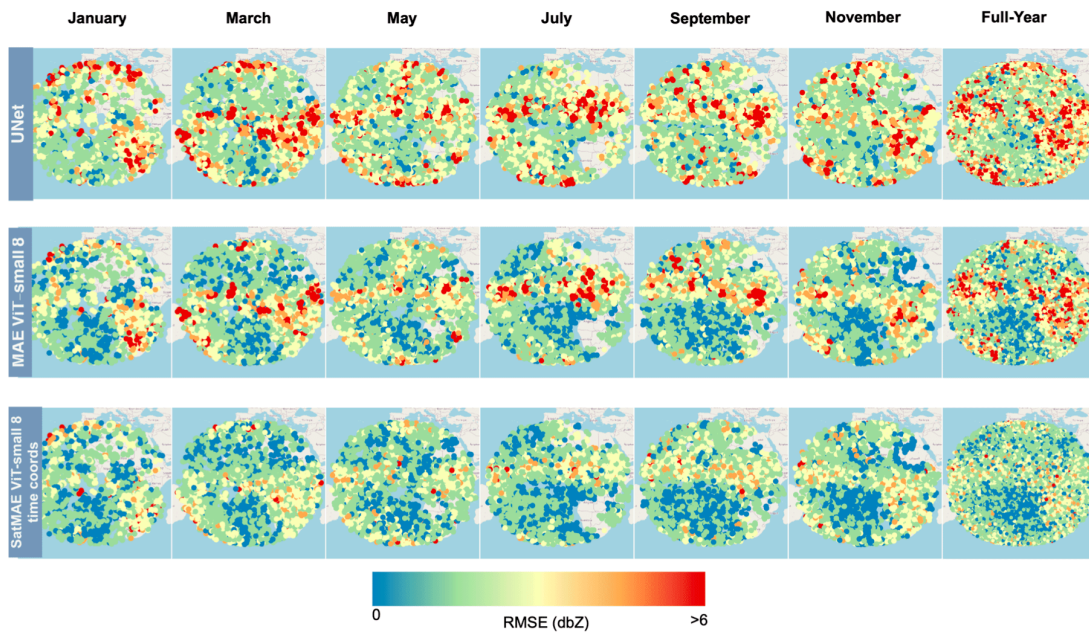 January March May July September November Full-Year
UNet
MAE ViT-small 8
SatMAE ViT-small 8
time coords
0 >6
RMSE (dbZ)